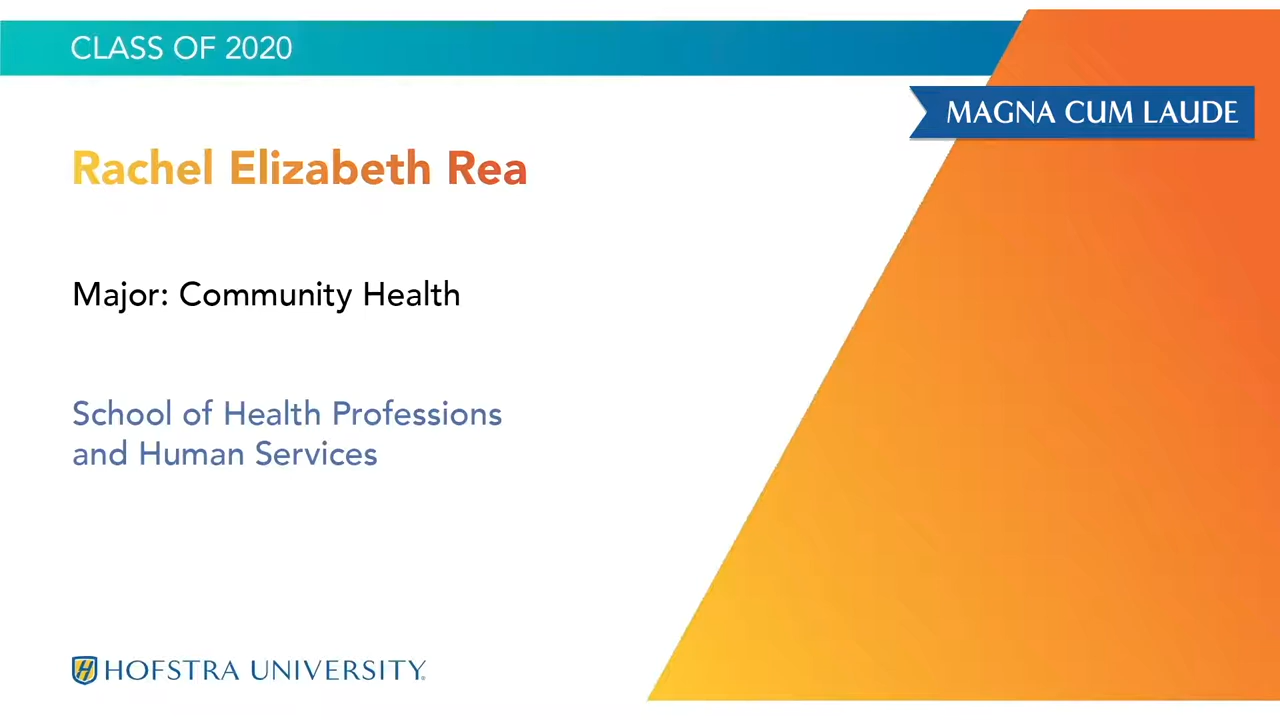 CLASS OF 2020
MAGNA CUM LAUDE
Rachel Elizabeth Rea
Major: Community Health
School of Health Professions
and Human Services
HOFSTRA UNIVERSITY®